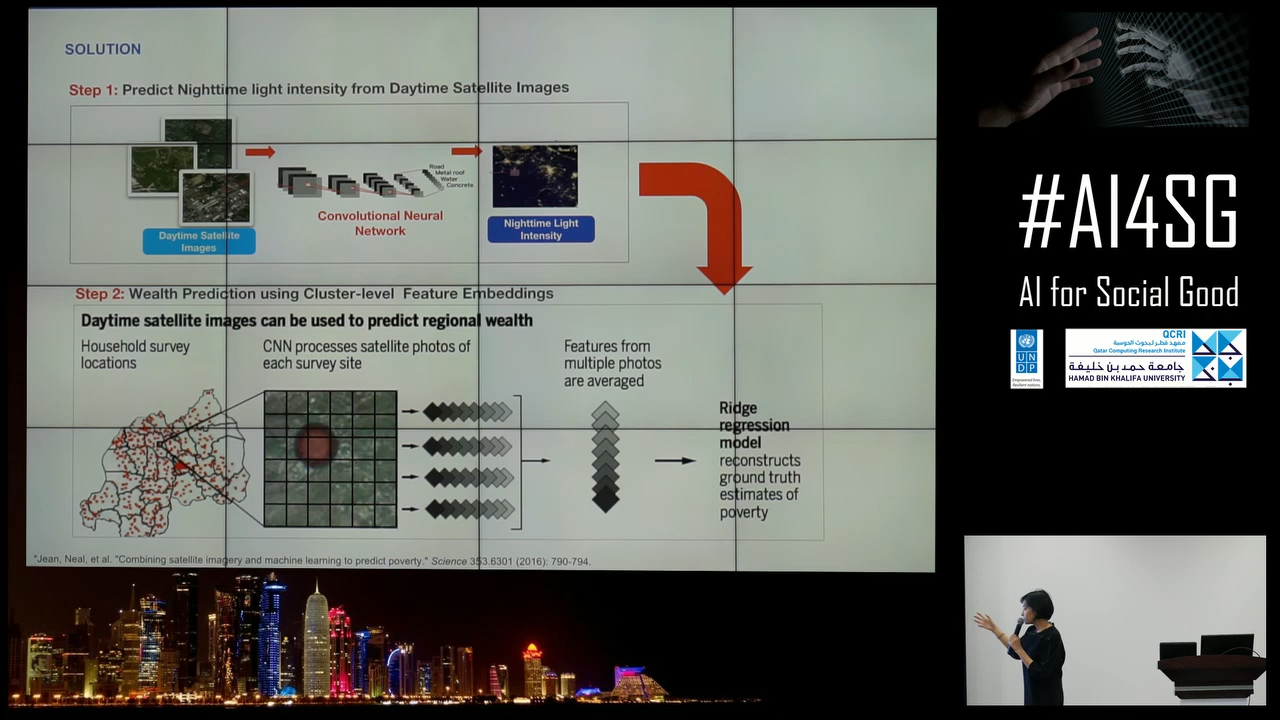 SOLUTION
Step 1: Predict Nighttime light intensity from Daytime Satellite Images
Road
Metal roof
Water
Concrete
Convolutional Neural
Network
Daytime Satellite
Images
Nighttime Light
Intensity
Step 2: Wealth Prediction using Cluster-level Feature Embeddings
Daytime satellite images can be used to predict regional wealth
Household survey
locations
CNN processes satellite photos of
each survey site
Features from
multiple photos
are averaged
Ridge
regression
model
reconstructs
ground truth
estimates of
poverty
*Jean, Neal, et al. "Combining satellite imagery and machine learning to predict poverty." Science 353.6301 (2016): 790-794.
#AI4SG
AI for Social Good
U N
D P
Empowered lives.
Resilient nations.
QCRI
معهد قطر لبحوث الحوسبة
Qatar Computing Research Institute
جامعة حمد بن خليفة
HAMAD BIN KHALIFA UNIVERSITY